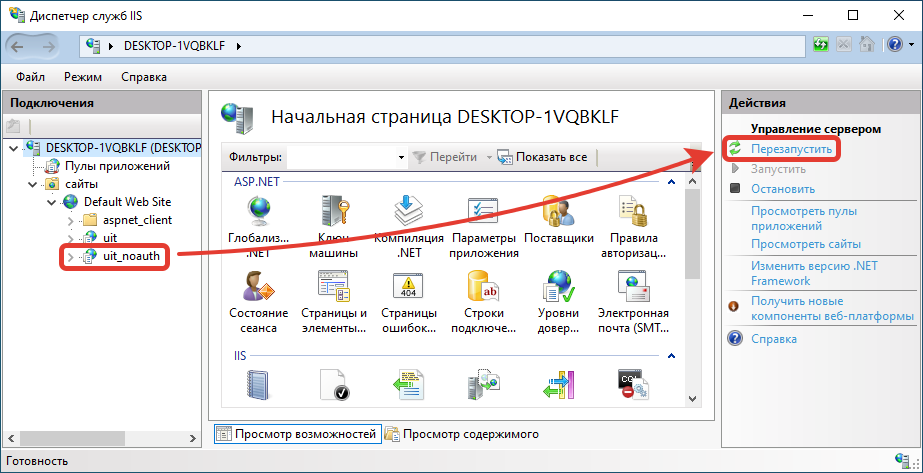 Диспетчер служб IIS
DESKTOP-1VQBKLF
Файл Режим Справка
Подключения
DESKTOP-1VQBKLF (DESKTOP
Пулы приложений
сайты
Default Web Site
aspnet_client
uit
uit_noauth
Начальная страница DESKTOP-1VQBKLF
Фильтры: Перейти Показать все
ASP.NET
Глобализ... .NET
Ключ машины
Компиляция .NET
Параметры приложения
Поставщики
Правила авторизац...
Состояние сеанса
Страницы и элементы...
404
Страницы ошибок...
ab
Строки подключе...
Уровни довер...
Электронная почта (SMT...
IIS
CGI
Просмотр возможностей Просмотр содержимого
Действия
Управление сервером
Перезапустить
Запустить
Остановить
Просмотреть пулы
приложений
Просмотреть сайты
Изменить версию .NET
Framework
Получить новые
компоненты веб-платформы
Справка
Готовность